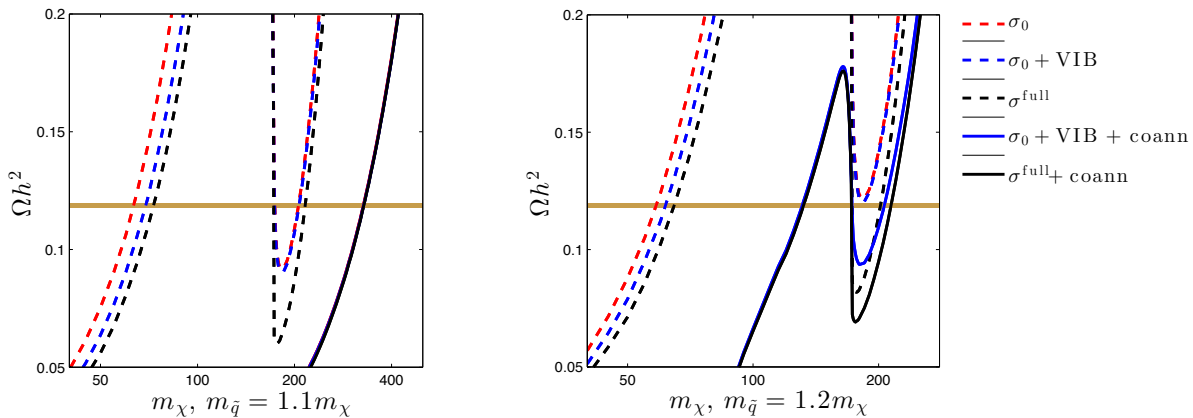 0.2
0.15
0.1
0.05
Ωh²
50
100
200
400
m_χ, m_q̃ = 1.1m_χ
0.2
0.15
0.1
0.05
Ωh²
50
100
200
m_χ, m_q̃ = 1.2m_χ
σ₀
σ₀ + VIB
σ^full
σ₀ + VIB + coann
σ^full + coann